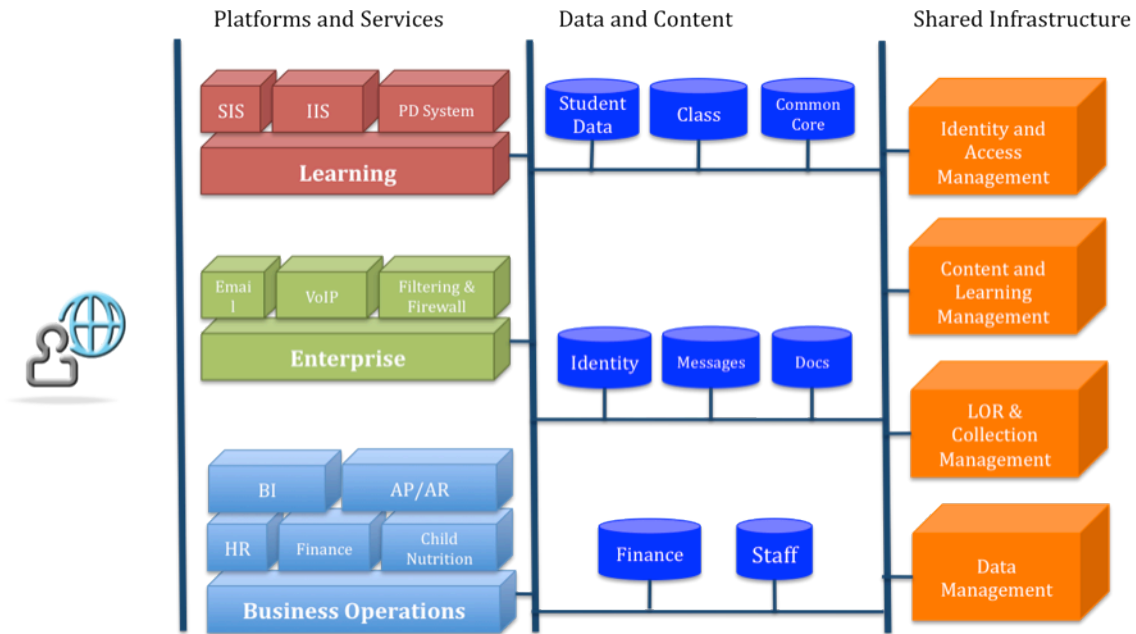 Platforms and Services
Data and Content
Shared Infrastructure
SIS
IIS
PD System
Learning
Student
Data
Class
Common
Core
Identity and
Access
Management
Emai
l
VoIP
Filtering &
Firewall
Enterprise
Identity
Messages
Docs
Content and
Learning
Management
LOR &
Collection
Management
BI
AP/AR
HR
Finance
Child
Nutrition
Business Operations
Finance
Staff
Data
Management